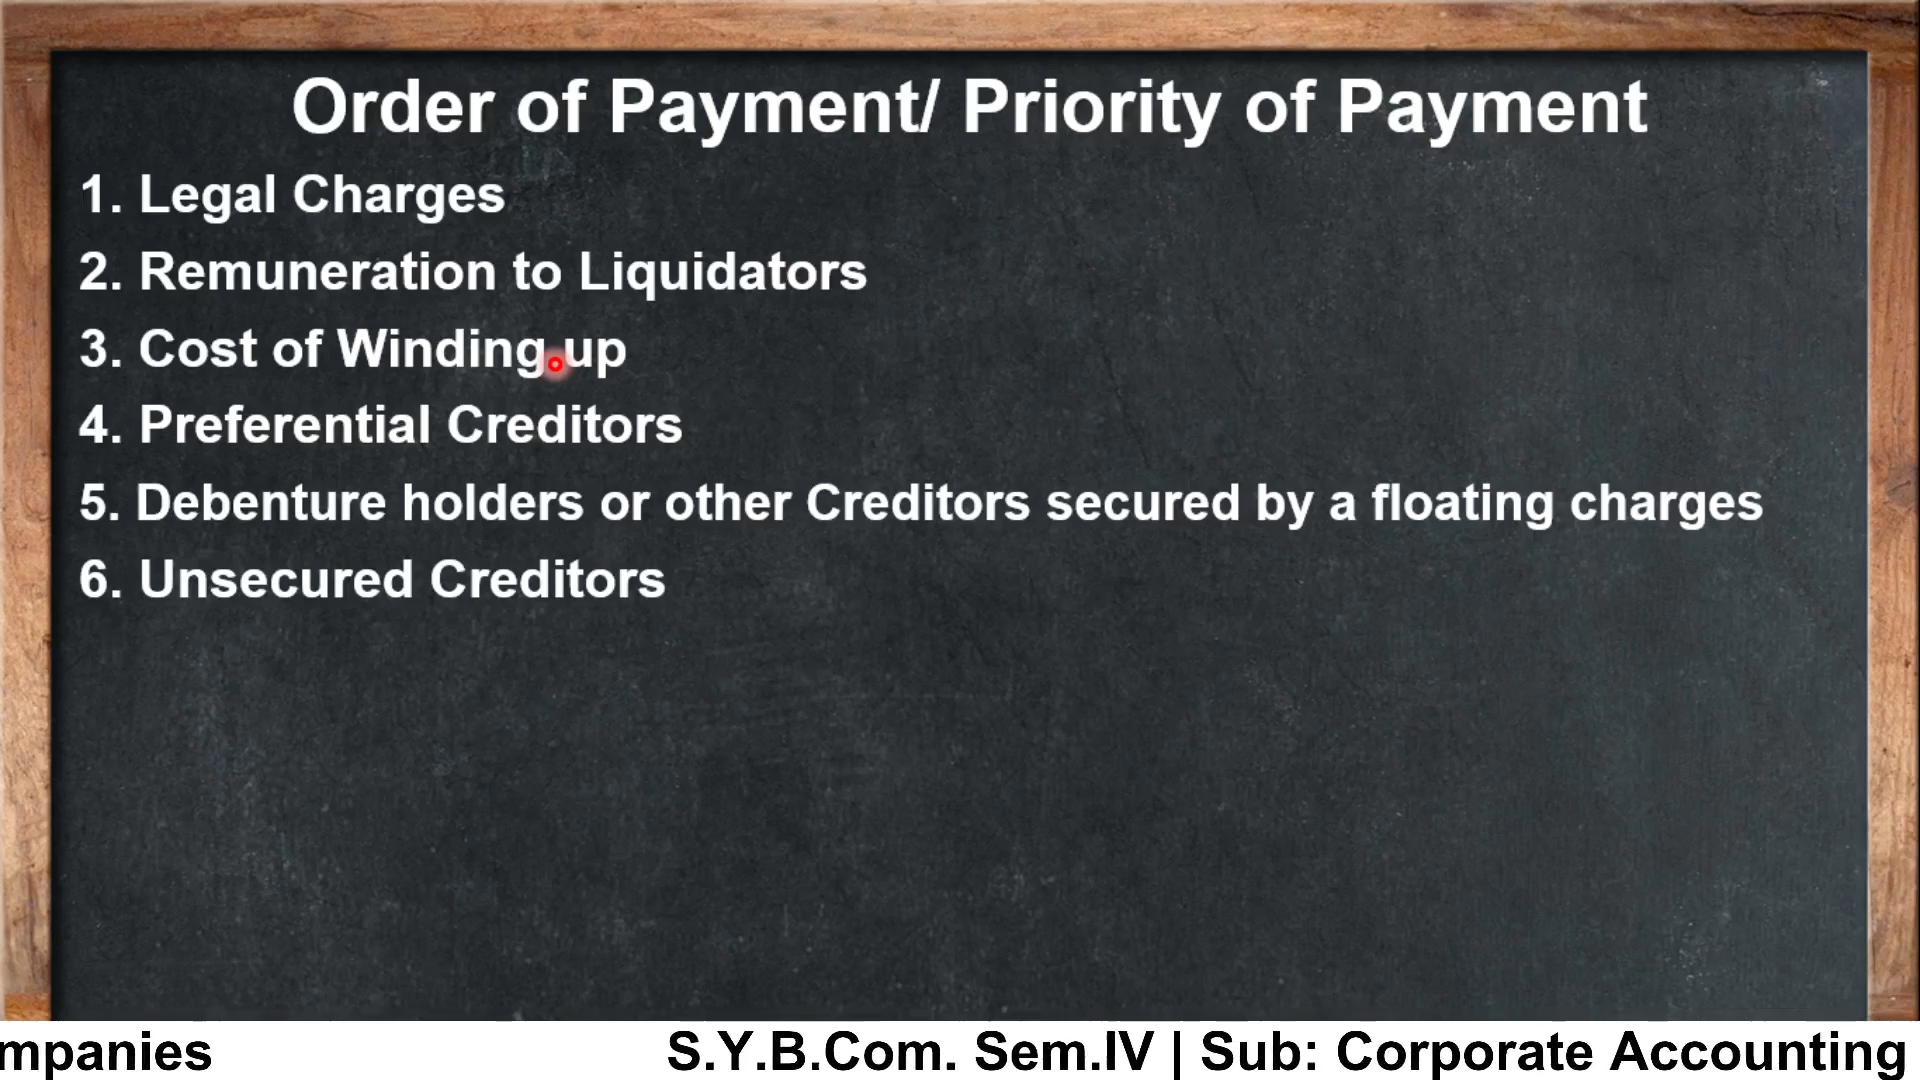 Order of Payment/ Priority of Payment
1. Legal Charges
2. Remuneration to Liquidators
3. Cost of Winding up
4. Preferential Creditors
5. Debenture holders or other Creditors secured by a floating charges
6. Unsecured Creditors
mpanies S.Y.B.Com. Sem.IV | Sub: Corporate Accounting